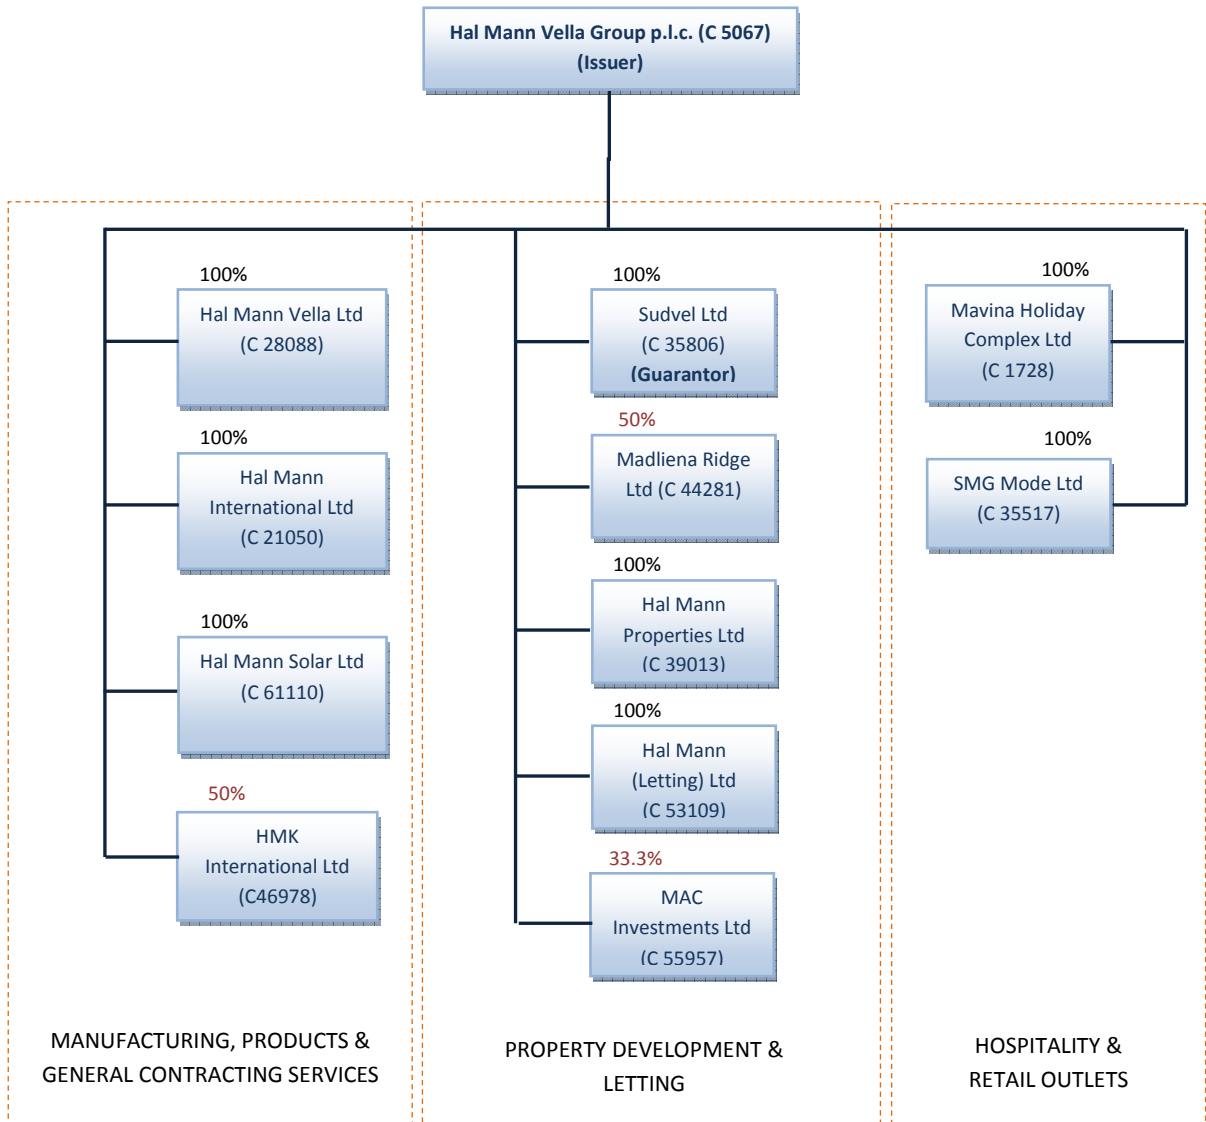 Hal Mann Vella Group p.l.c. (C 5067)
(Issuer)
100%
Hal Mann Vella Ltd
(C 28088)
100%
Hal Mann
International Ltd
(C 21050)
100%
Hal Mann Solar Ltd
(C 61110)
50%
HMK
International Ltd
(C46978)
MANUFACTURING, PRODUCTS &
GENERAL CONTRACTING SERVICES
100%
Sudvel Ltd
(C 35806)
(Guarantor)
50%
Madliena Ridge
Ltd (C 44281)
100%
Hal Mann
Properties Ltd
(C 39013)
100%
Hal Mann
(Letting) Ltd
(C 53109)
33.3%
MAC
Investments Ltd
(C 55957)
PROPERTY DEVELOPMENT &
LETTING
100%
Mavina Holiday
Complex Ltd
(C 1728)
100%
SMG Mode Ltd
(C 35517)
HOSPITALITY &
RETAIL OUTLETS